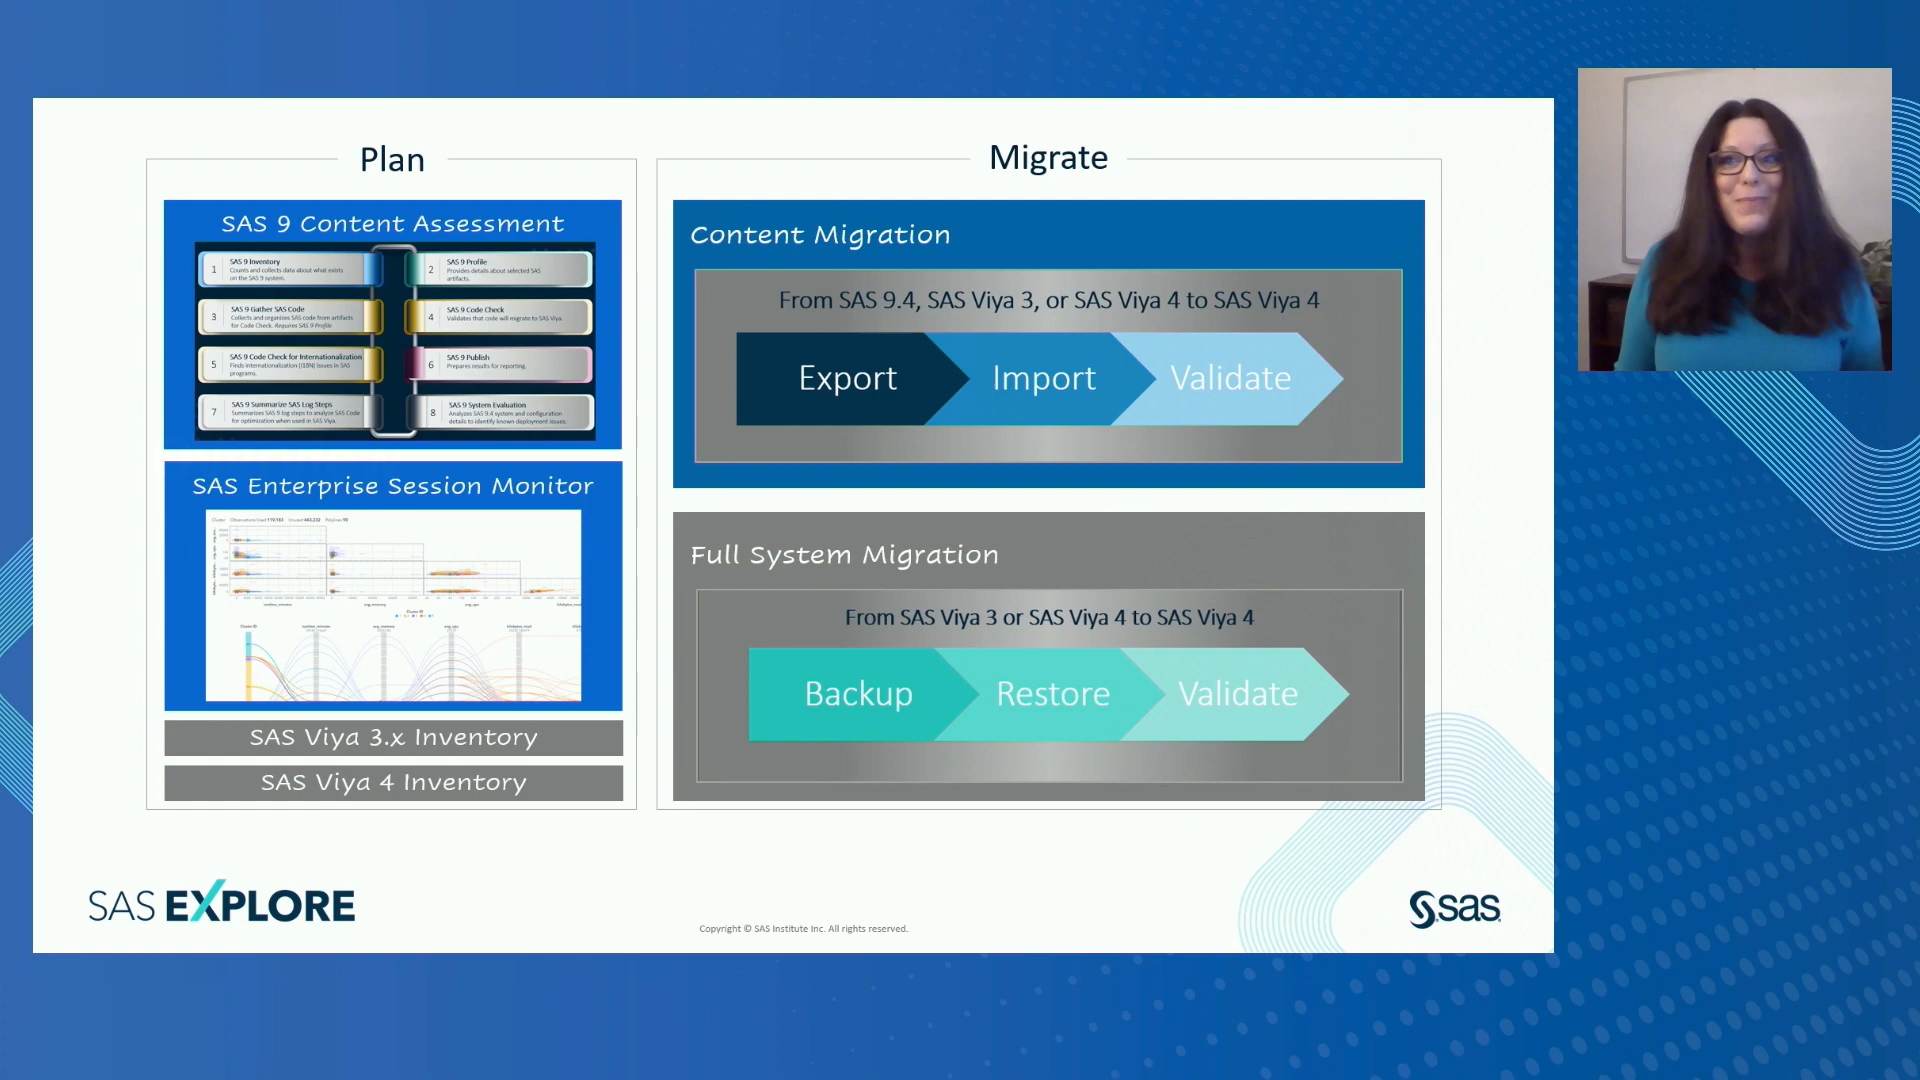 Plan
SAS 9 Content Assessment
1
SAS 9 Inventory
Counts and collects data about what exists
on the SAS 9 system.
2
SAS 9 Profile
Provides details about selected SAS
artifacts.
3
SAS 9 Gather SAS Code
Collects and organizes SAS code from artifacts
for Code Check. Requires SAS 9 Profile
4
SAS 9 Code Check
Validates that code will migrate to SAS Viya.
5
SAS 9 Code Check for Internationalization
Finds Internationalization (I18N) issues in SAS
programs.
6
SAS 9 Publish
Prepares results for reporting.
7
SAS 9 Summarize SAS Log Steps
Summarizes SAS 9 log steps to analyze SAS Code
for optimization when used in SAS Viya.
8
SAS 9 System Evaluation
Analyzes SAS 9.4 system and configuration
details to identify known deployment issues.
SAS Enterprise Session Monitor
Cluster ID
SAS Viya 3.x Inventory
SAS Viya 4 Inventory
Migrate
Content Migration
From SAS 9.4, SAS Viya 3, or SAS Viya 4 to SAS Viya 4
Export Import Validate
Full System Migration
From SAS Viya 3 or SAS Viya 4 to SAS Viya 4
Backup Restore Validate
SAS EXPLORE
Copyright © SAS Institute Inc. All rights reserved.
sas